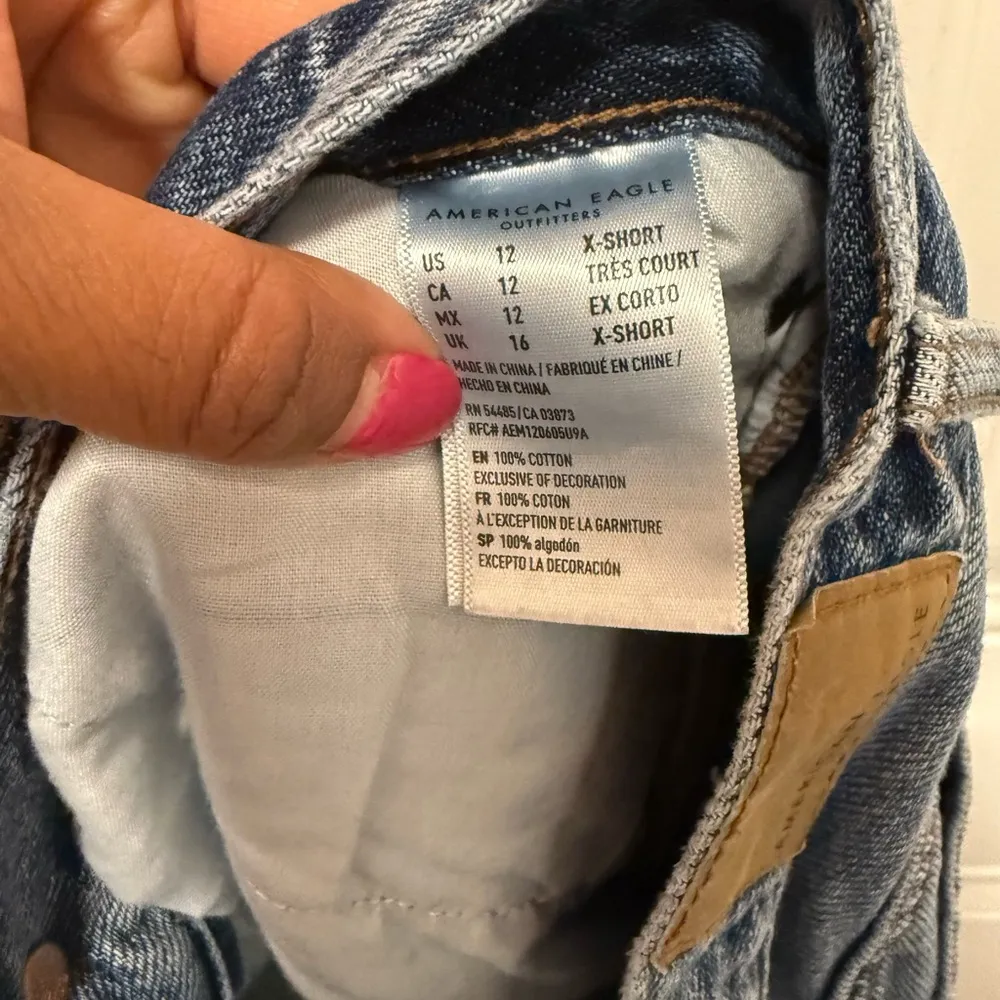 AMERICAN EAGLE
OUTFITTERS
US 12 X-SHORT
CA 12 TRÈS COURT
MX 12 EX CORTO
UK 16 X-SHORT
MADE IN CHINA / FABRIQUÉ EN CHINE /
HECHO EN CHINA
RN 54485 / CA 03873
RFC# AEM120605U9A
EN 100% COTTON
EXCLUSIVE OF DECORATION
FR 100% COTON
À L'EXCEPTION DE LA GARNITURE
SP 100% algodón
EXCEPTO LA DECORACIÓN
AMERICAN